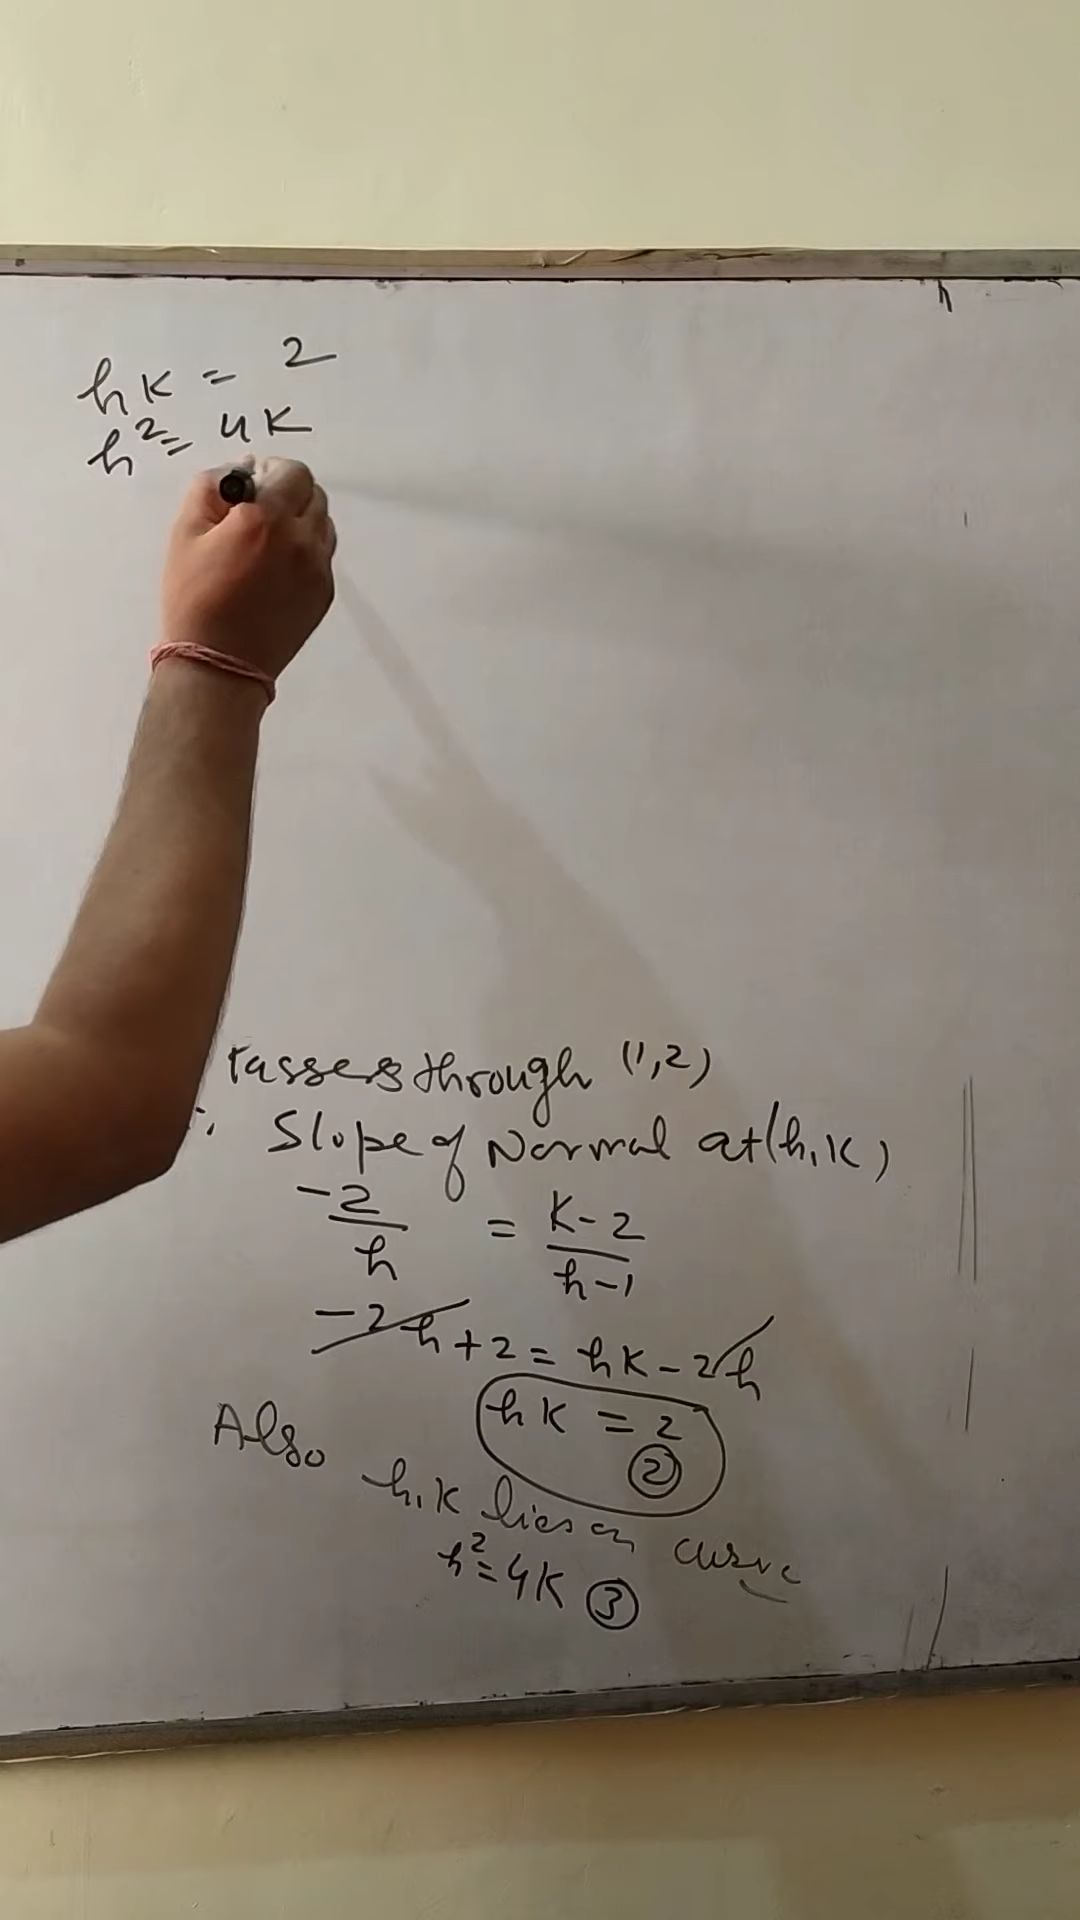 hK = 2
h² = 4K
Passes through (1,2)
∴ Slope of Normal at (h,K)
-2/h = K-2/h-1
-2h+2 = hK-2h
hK = 2
②
Also h,K lies on curve
h² = 4K ③